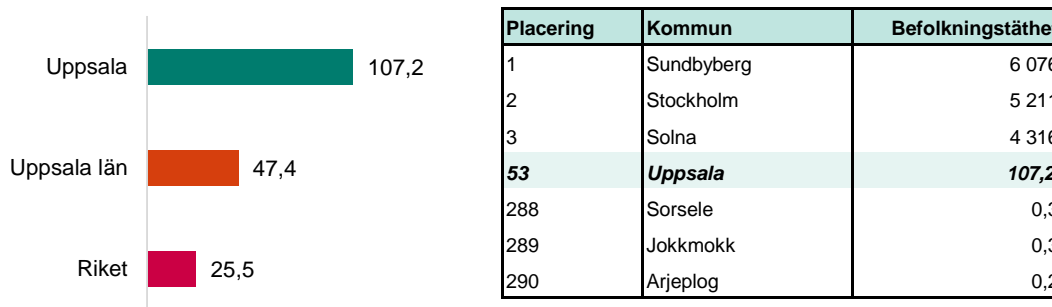 Uppsala 107,2
Uppsala län 47,4
Riket 25,5
Placering Kommun Befolkningstäthet
1 Sundbyberg 6 076
2 Stockholm 5 211
3 Solna 4 316
53 Uppsala 107,2
288 Sorsele 0,3
289 Jokkmokk 0,3
290 Arjeplog 0,2